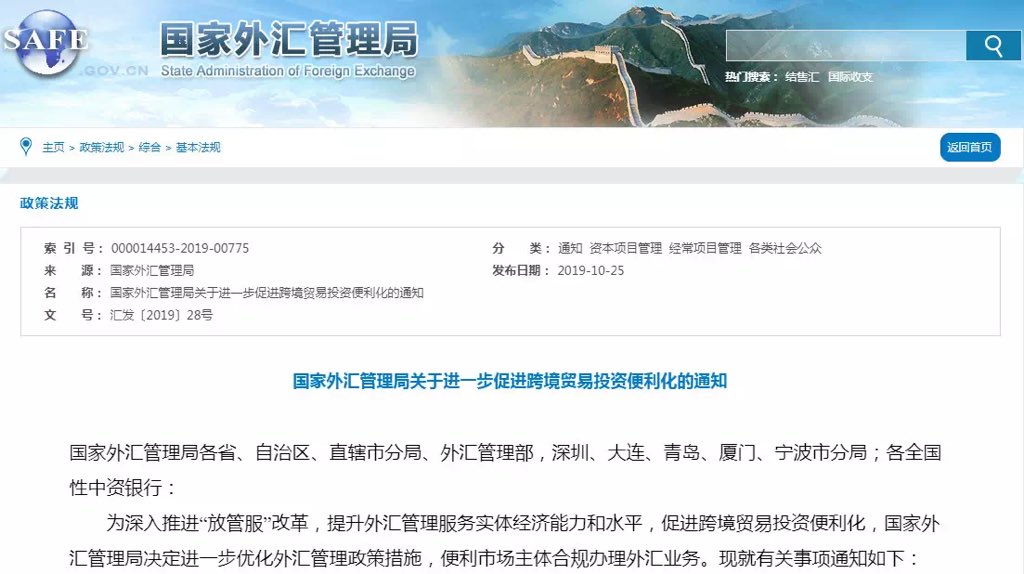 SAFE
.GOV.CN
国家外汇管理局
State Administration of Foreign Exchange
热门搜索： 结售汇 国际收支
主页 > 政策法规 > 综合 > 基本法规
返回首页
政策法规
索 引 号： 000014453-2019-00775
分 类： 通知 资本项目管理 经常项目管理 各类社会公众
来 源： 国家外汇管理局
发布日期： 2019-10-25
名 称： 国家外汇管理局关于进一步促进跨境贸易投资便利化的通知
文 号： 汇发〔2019〕28号
国家外汇管理局关于进一步促进跨境贸易投资便利化的通知
国家外汇管理局各省、自治区、直辖市分局、外汇管理部，深圳、大连、青岛、厦门、宁波市分局；各全国
性中资银行：
为深入推进“放管服”改革，提升外汇管理服务实体经济能力和水平，促进跨境贸易投资便利化，国家外
汇管理局决定进一步优化外汇管理政策措施，便利市场主体合规办理外汇业务。现就有关事项通知如下：